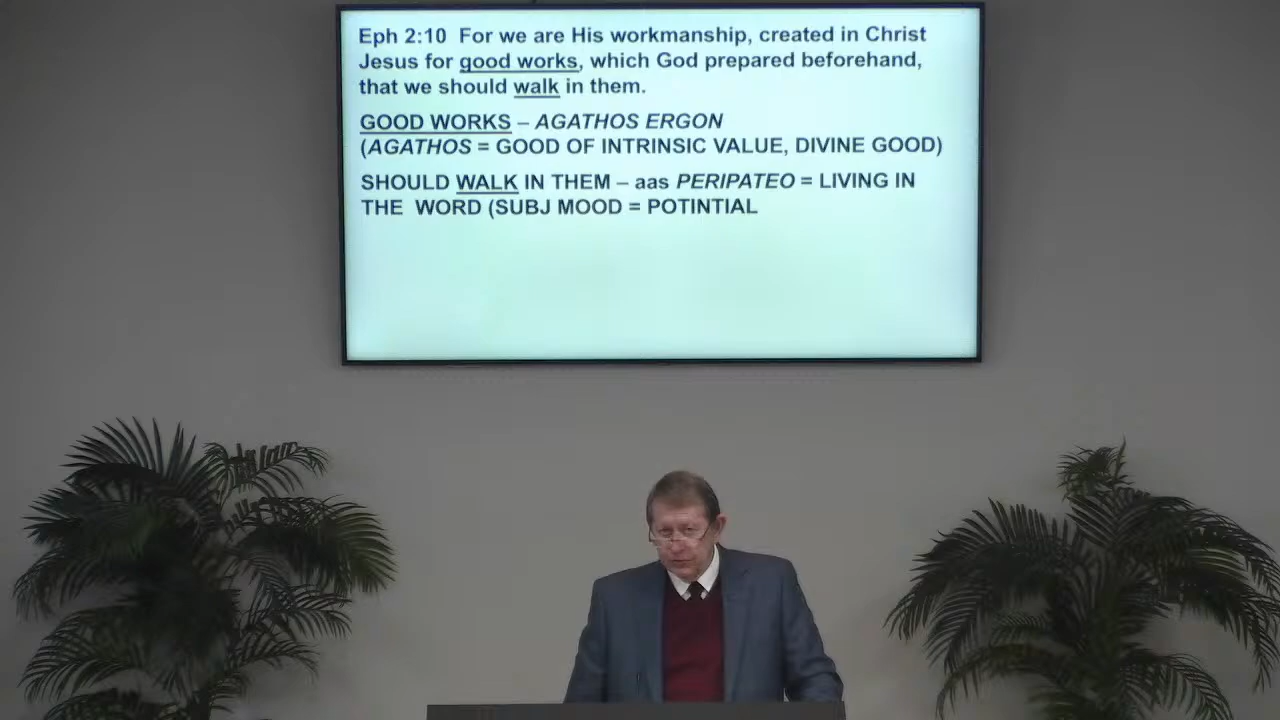 Eph 2:10 For we are His workmanship, created in Christ
Jesus for good works, which God prepared beforehand,
that we should walk in them.
GOOD WORKS – AGATHOS ERGON
(AGATHOS = GOOD OF INTRINSIC VALUE, DIVINE GOOD)
SHOULD WALK IN THEM – aas PERIPATEO = LIVING IN
THE WORD (SUBJ MOOD = POTINTIAL